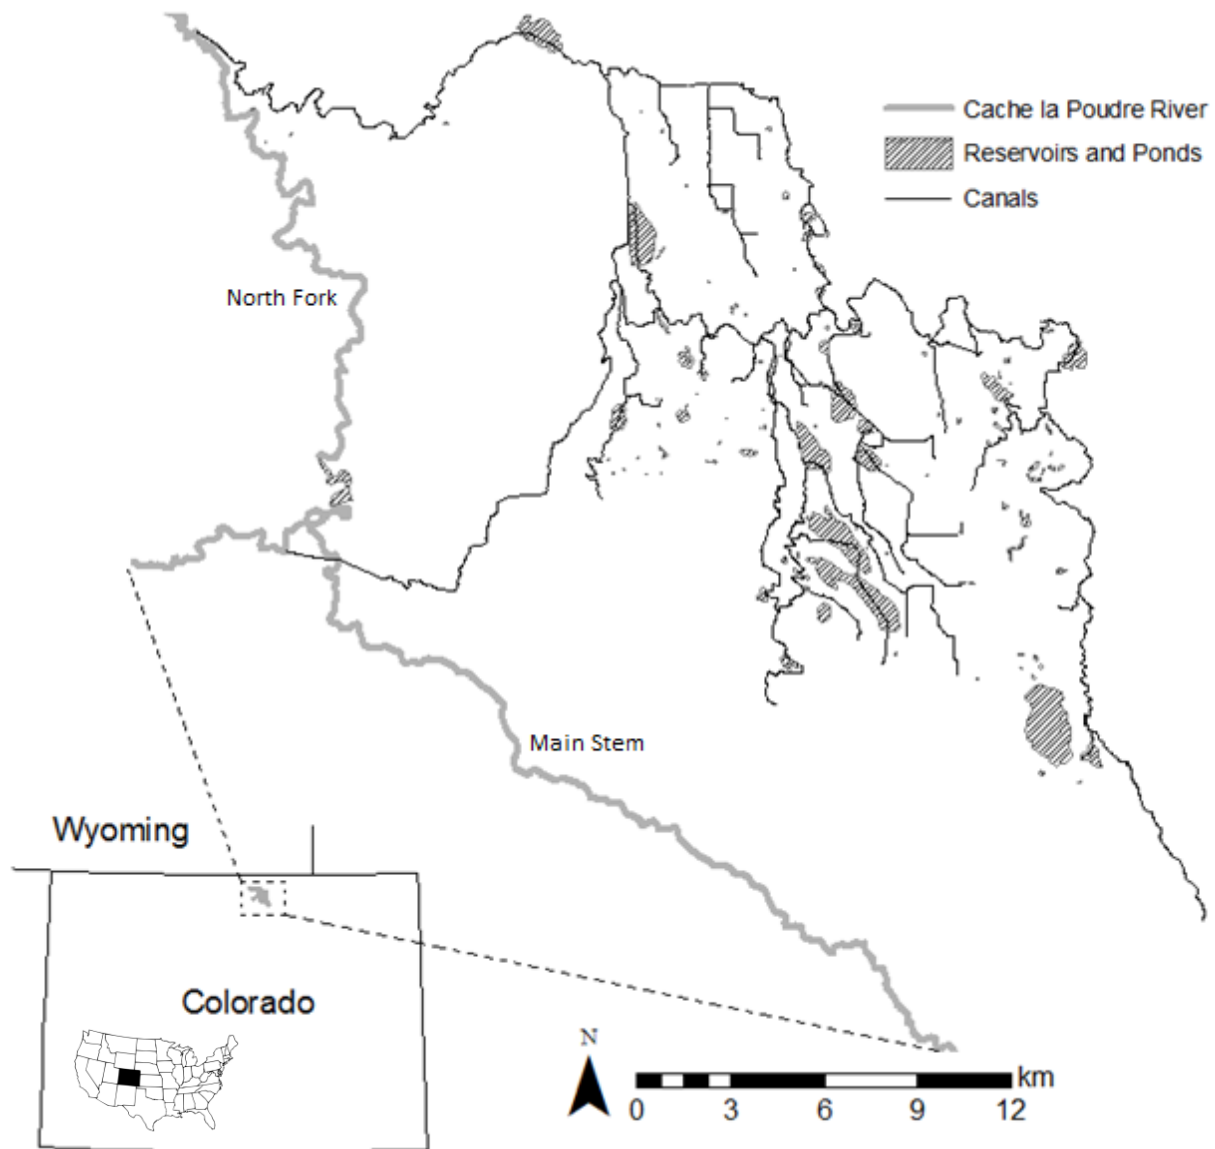 Cache la Poudre River
Reservoirs and Ponds
Canals
North Fork
Main Stem
Wyoming
Colorado
N
km
0 3 6 9 12